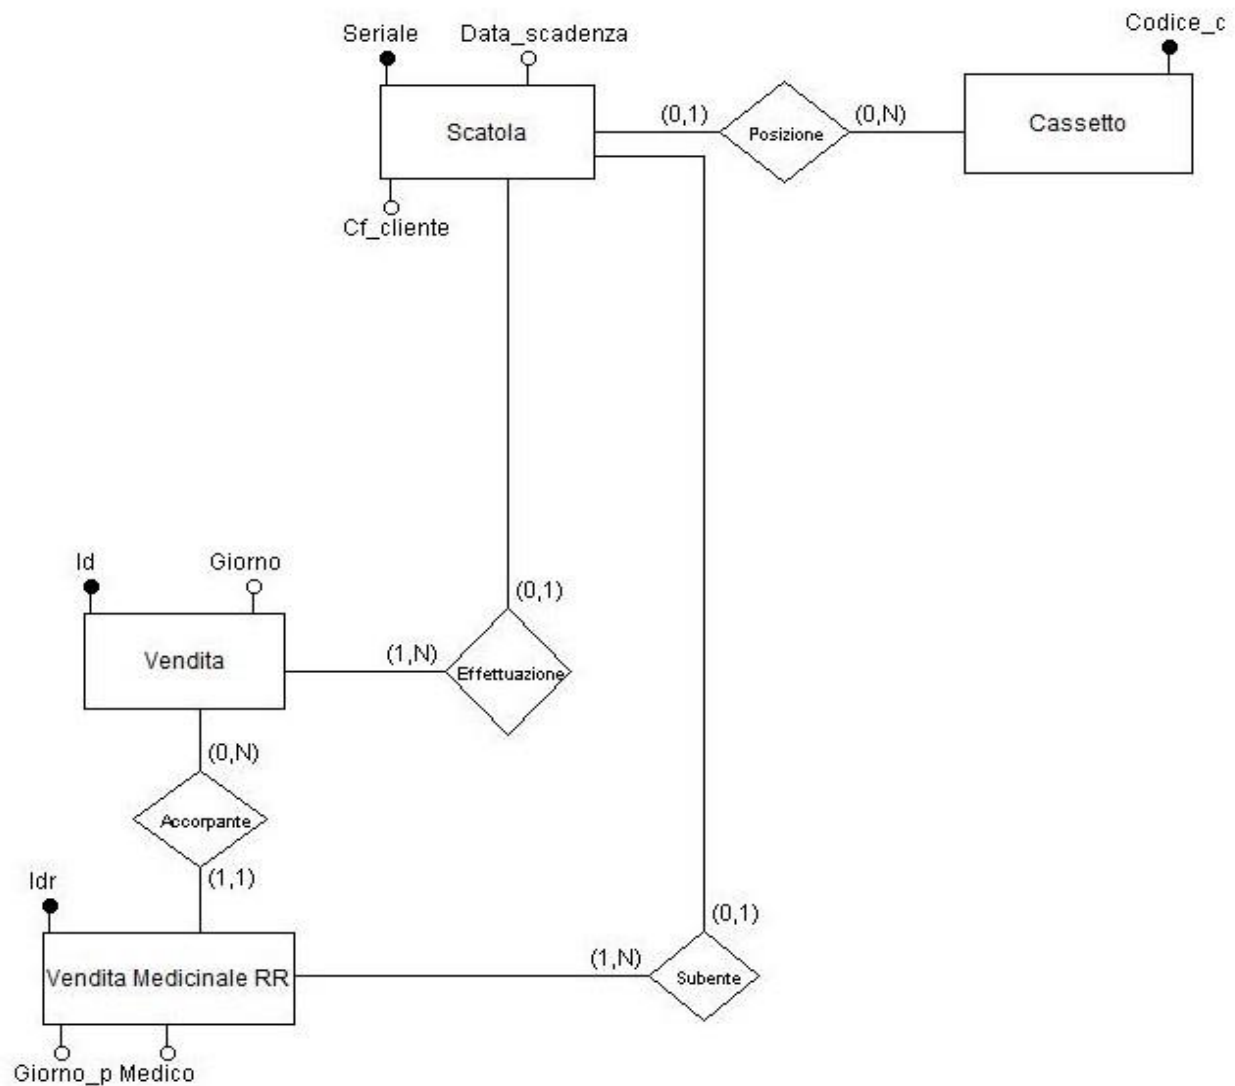 Codice_c
Seriale Data_scadenza
Scatola (0,1) Posizione (0,N) Cassetto
Cf_cliente
Id Giorno
(0,1)
Vendita (1,N) Effettuazione
(0,N)
Accorpante
Idr (1,1)
(0,1)
Vendita Medicinale RR (1,N) Subente
Giorno_p Medico